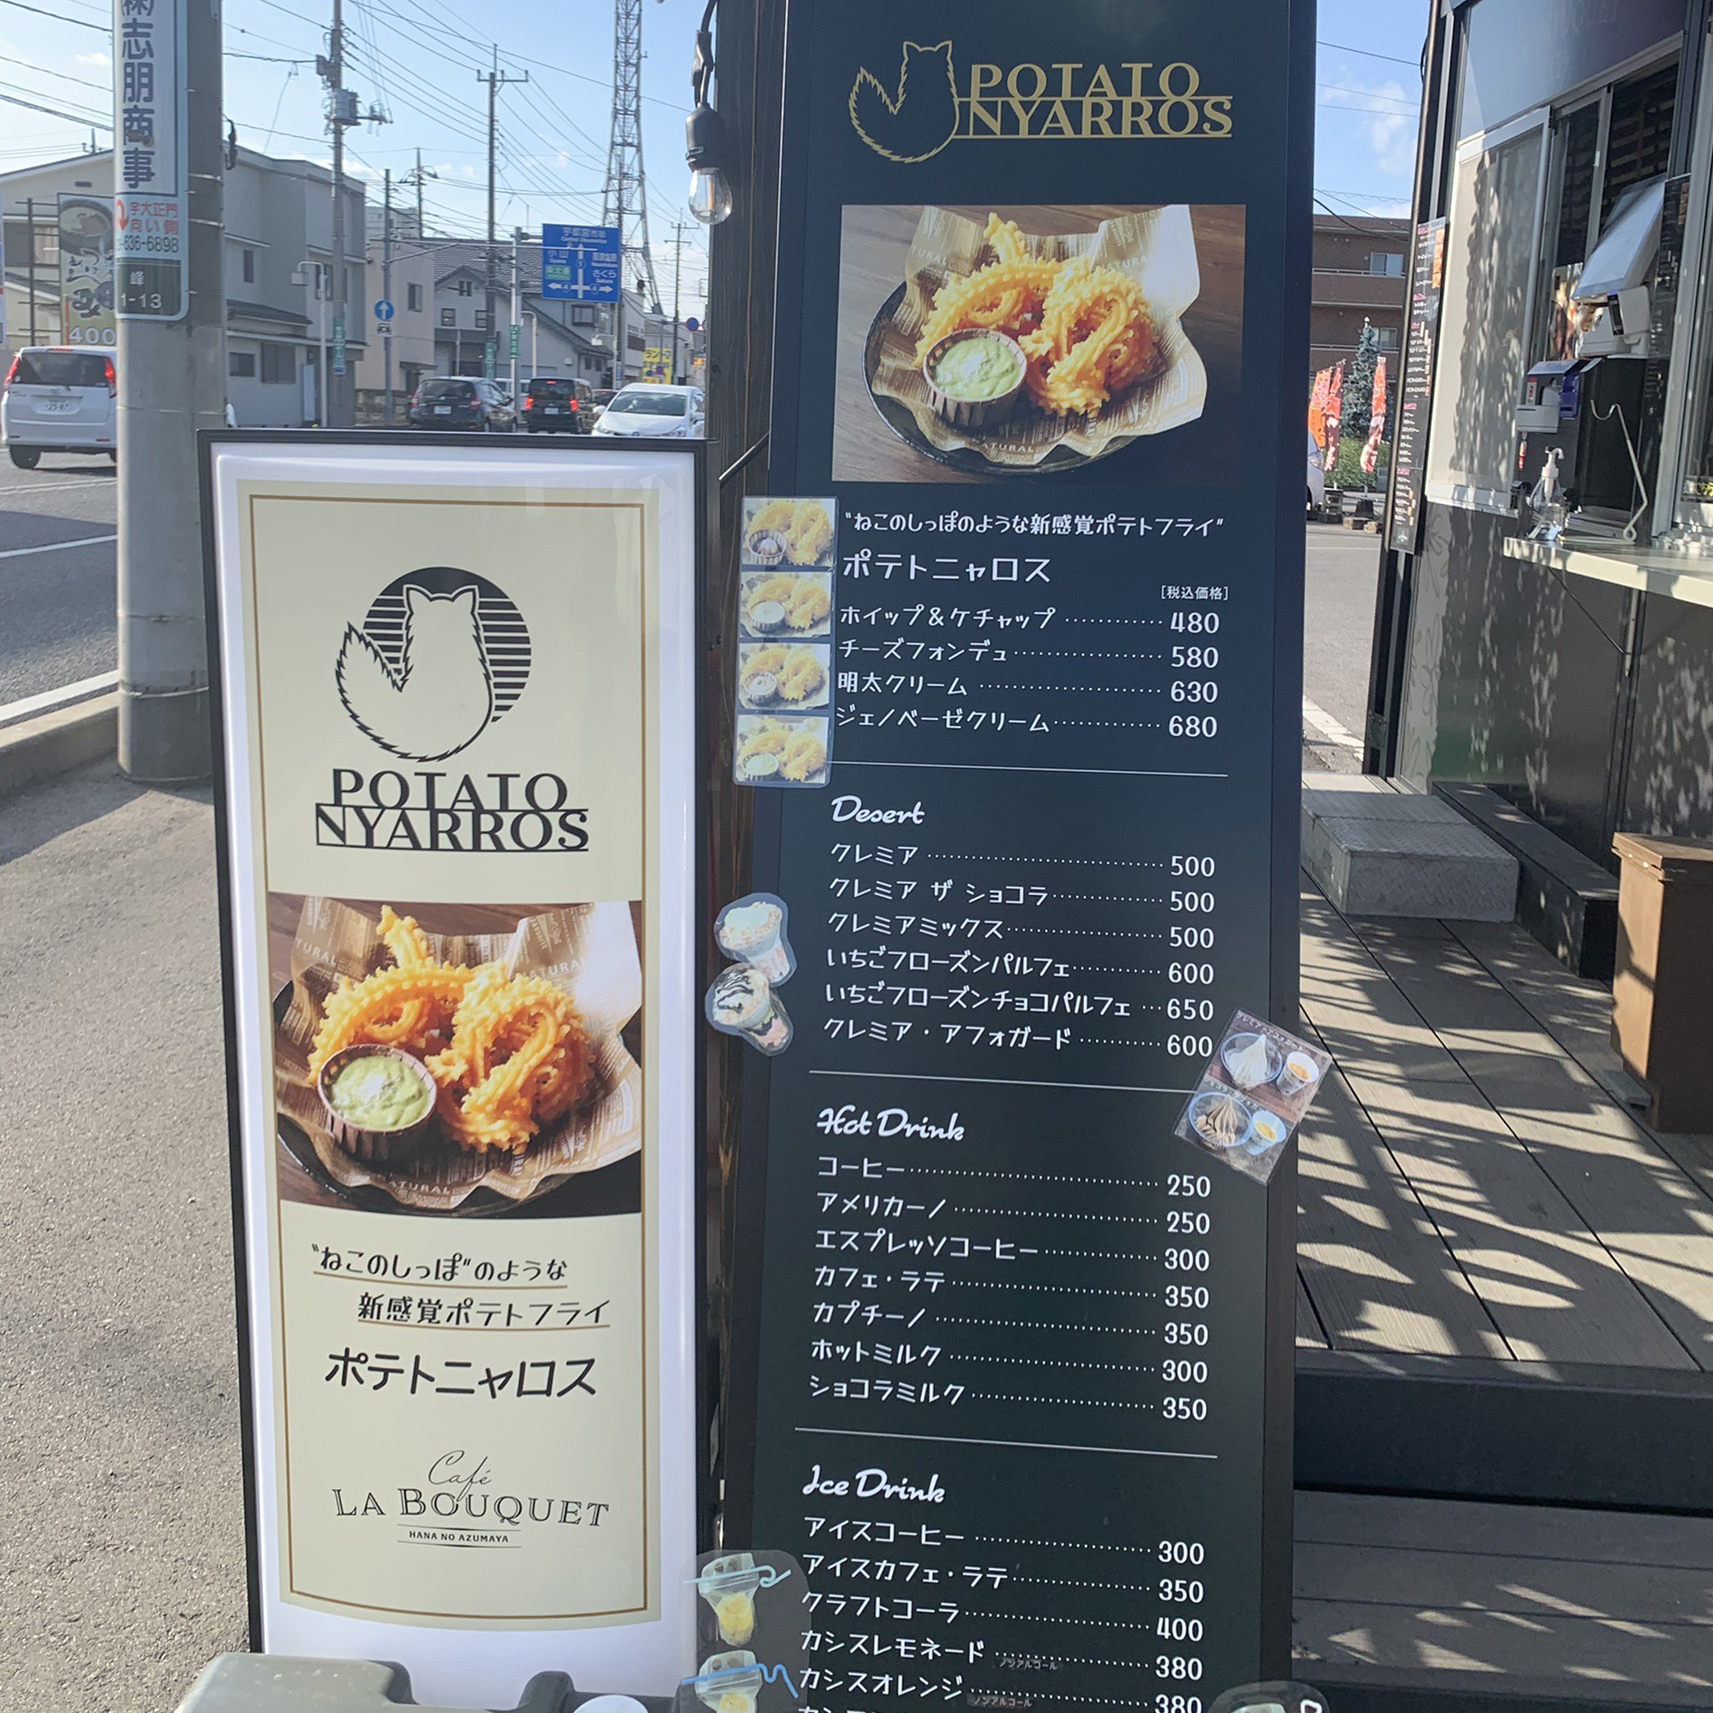 ㈱志朋商事
宇大正門
向い側
636-6898
峰
1-13
400
宇都宮市街
小山
さくら
POTATO
NYARROS
"ねこのしっぽ"のような
新感覚ポテトフライ
ポテトニャロス
Café
LA BOUQUET
HANA NO AZUMAYA
POTATO
NYARROS
"ねこのしっぽのような新感覚ポテトフライ"
ポテトニャロス
[税込価格]
ホイップ&ケチャップ 480
チーズフォンデュ 580
明太クリーム 630
ジェノベーゼクリーム 680
Desert
クレミア 500
クレミア ザ ショコラ 500
クレミアミックス 500
いちごフローズンパルフェ 600
いちごフローズンチョコパルフェ 650
クレミア・アフォガード 600
Hot Drink
コーヒー 250
アメリカーノ 250
エスプレッソコーヒー 300
カフェ・ラテ 350
カプチーノ 350
ホットミルク 300
ショコラミルク 350
Ice Drink
アイスコーヒー 300
アイスカフェ・ラテ 350
クラフトコーラ 400
カシスレモネード ノンアルコール 380
カシスオレンジ ノンアルコール 380